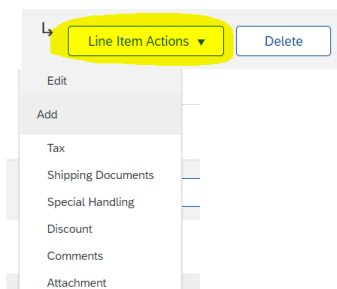 Line Item Actions ▼ Delete
Edit
Add
Tax
Shipping Documents
Special Handling
Discount
Comments
Attachment